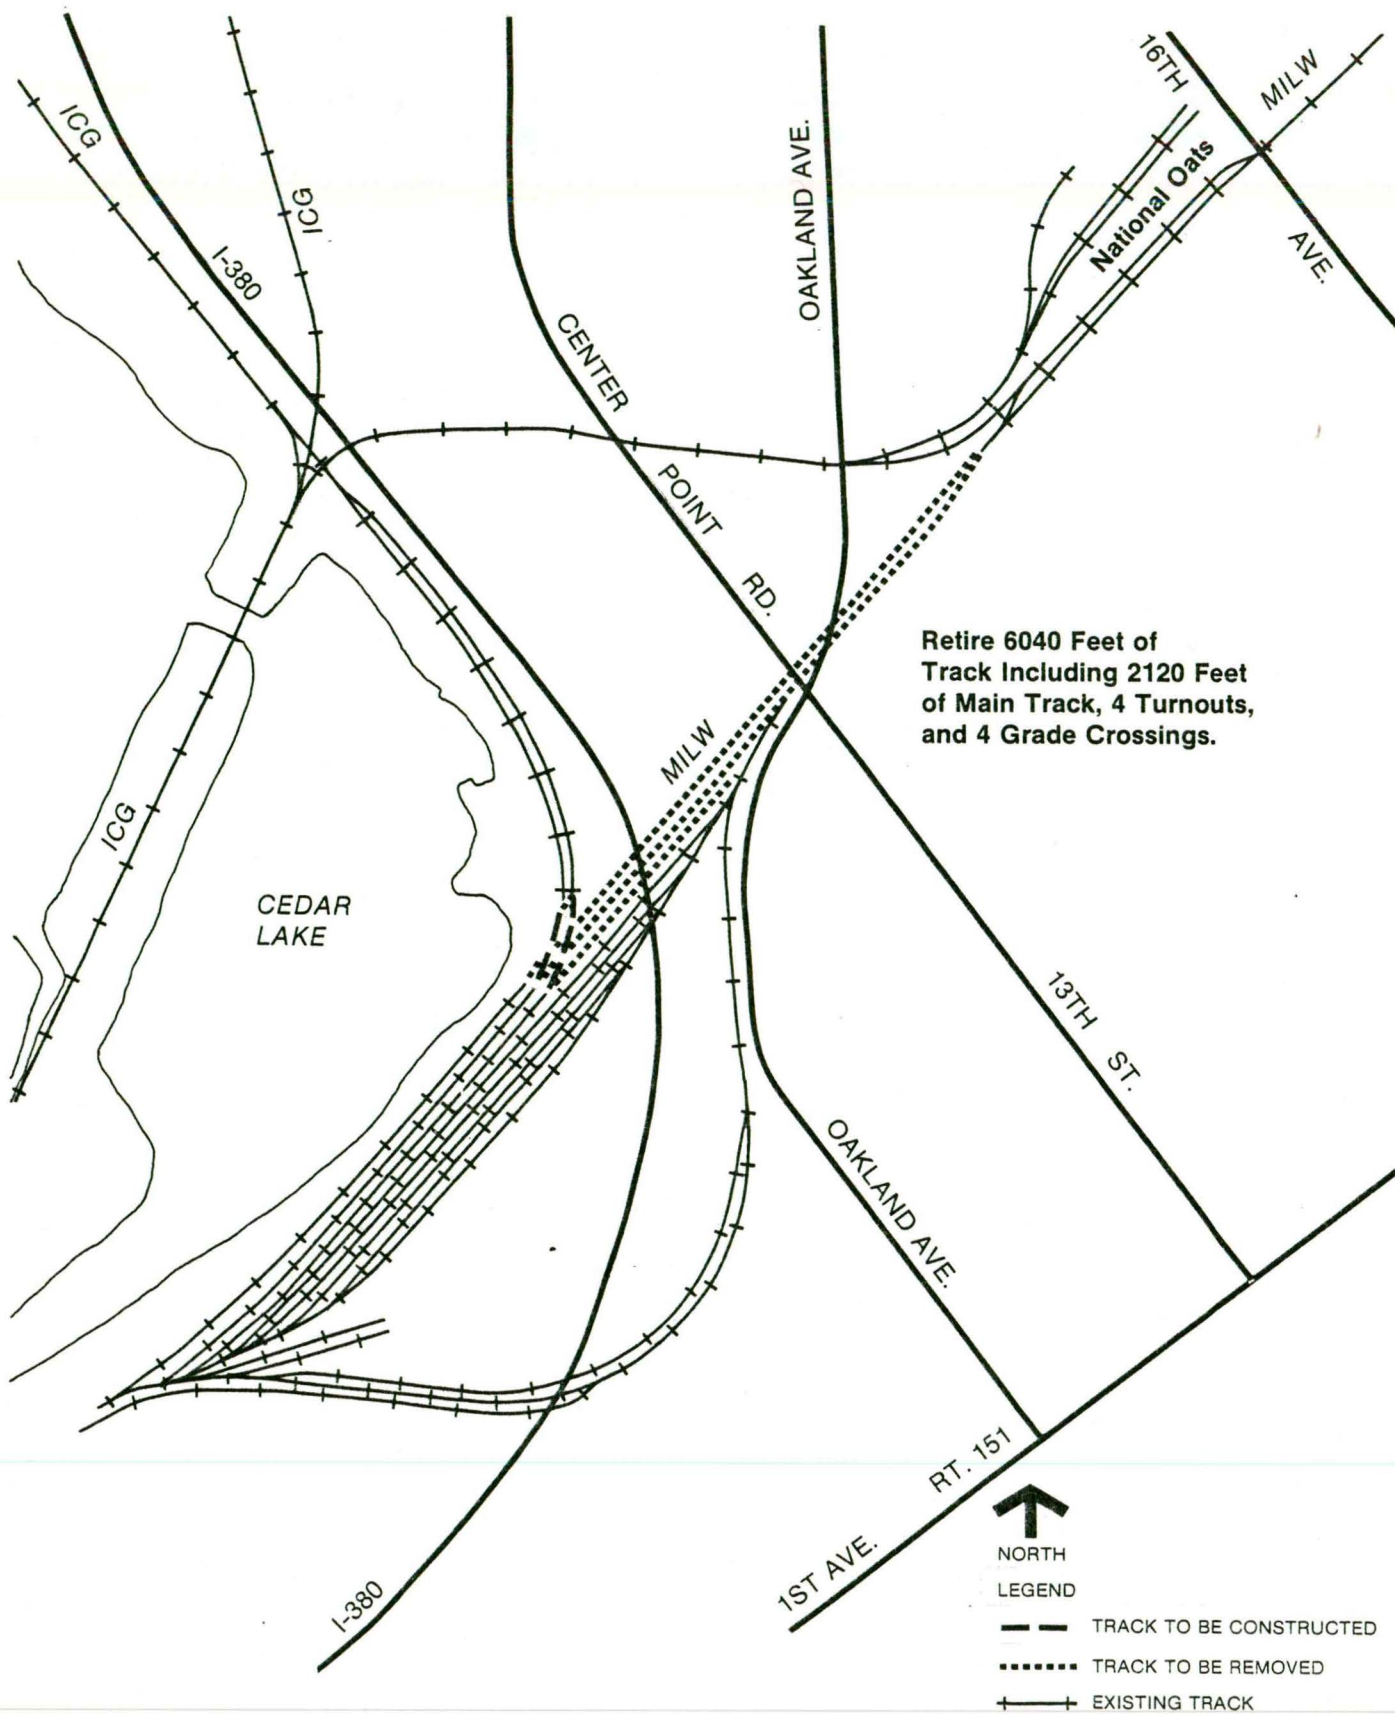 16TH
MILW
ICG
ICG
OAKLAND AVE.
National Oats
AVE.
I-380
CENTER
POINT
RD.
Retire 6040 Feet of
Track Including 2120 Feet
of Main Track, 4 Turnouts,
and 4 Grade Crossings.
MILW
ICG
CEDAR
LAKE
13TH ST.
OAKLAND AVE.
RT. 151
1ST AVE.
I-380
NORTH
LEGEND
TRACK TO BE CONSTRUCTED
TRACK TO BE REMOVED
EXISTING TRACK